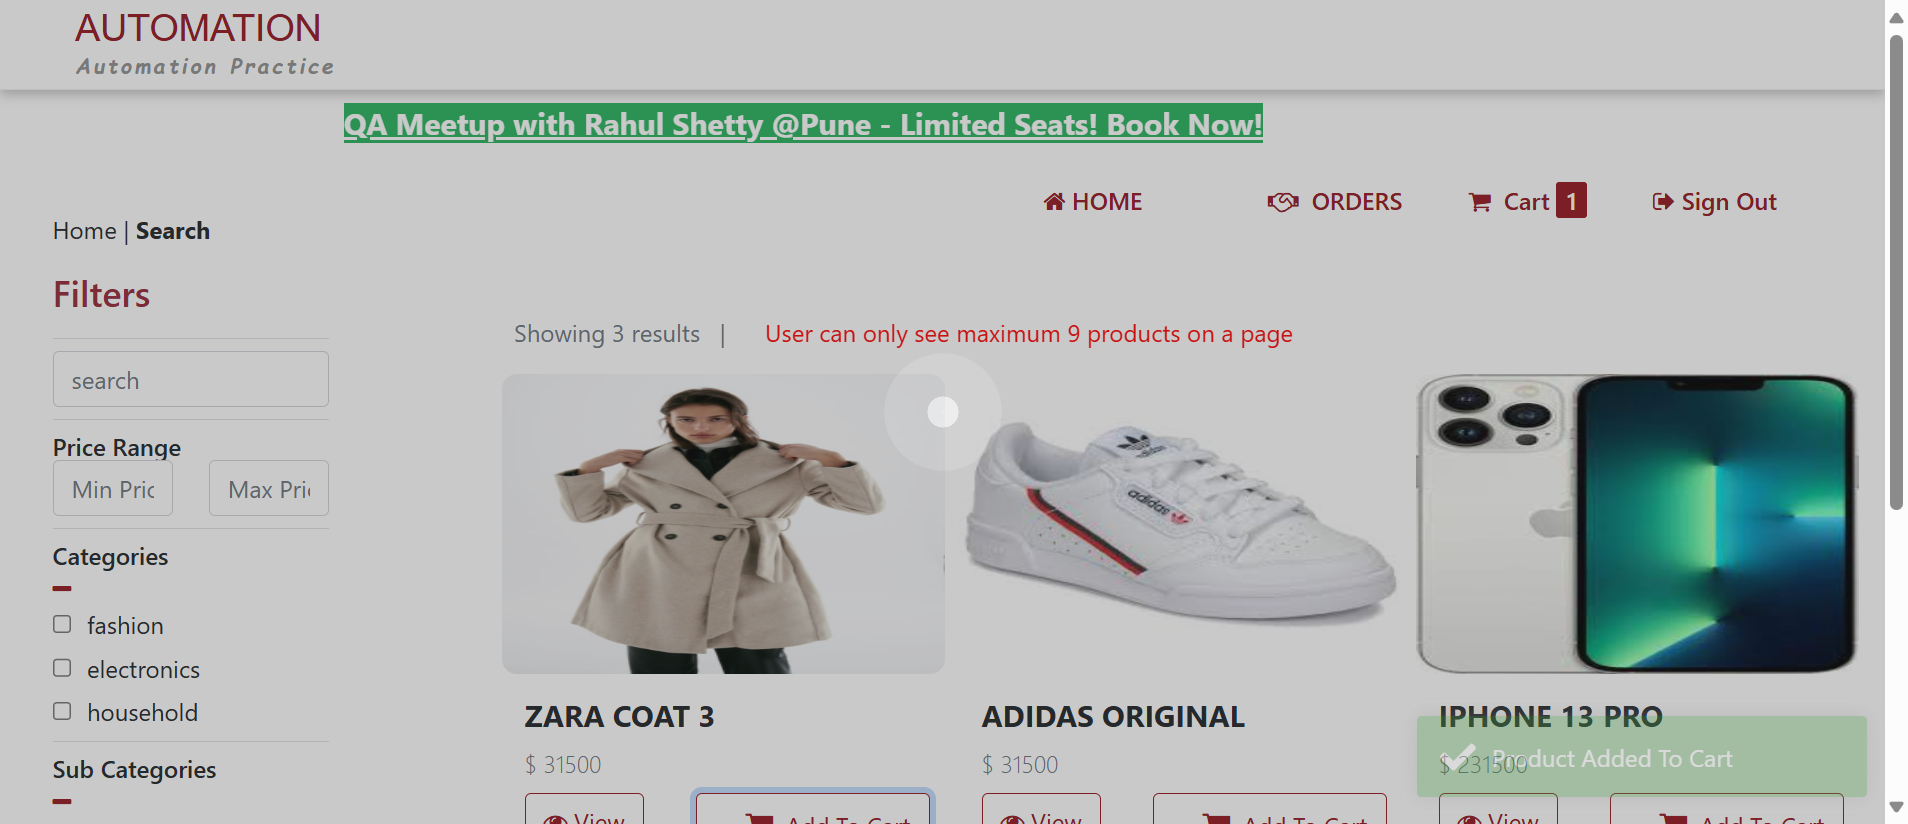 AUTOMATION
Automation Practice
QA Meetup with Rahul Shetty @Pune - Limited Seats! Book Now!
HOME
ORDERS
Cart 1
Sign Out
Home | Search
Filters
Showing 3 results |
User can only see maximum 9 products on a page
search
Price Range
Min Pric
Max Pri
Categories
fashion
electronics
household
Sub Categories
adidas
adidas
ZARA COAT 3
$ 31500
View
Add To Cart
ADIDAS ORIGINAL
$ 31500
View
Add To Cart
IPHONE 13 PRO
$ 231500
View
Add To Cart
Product Added To Cart